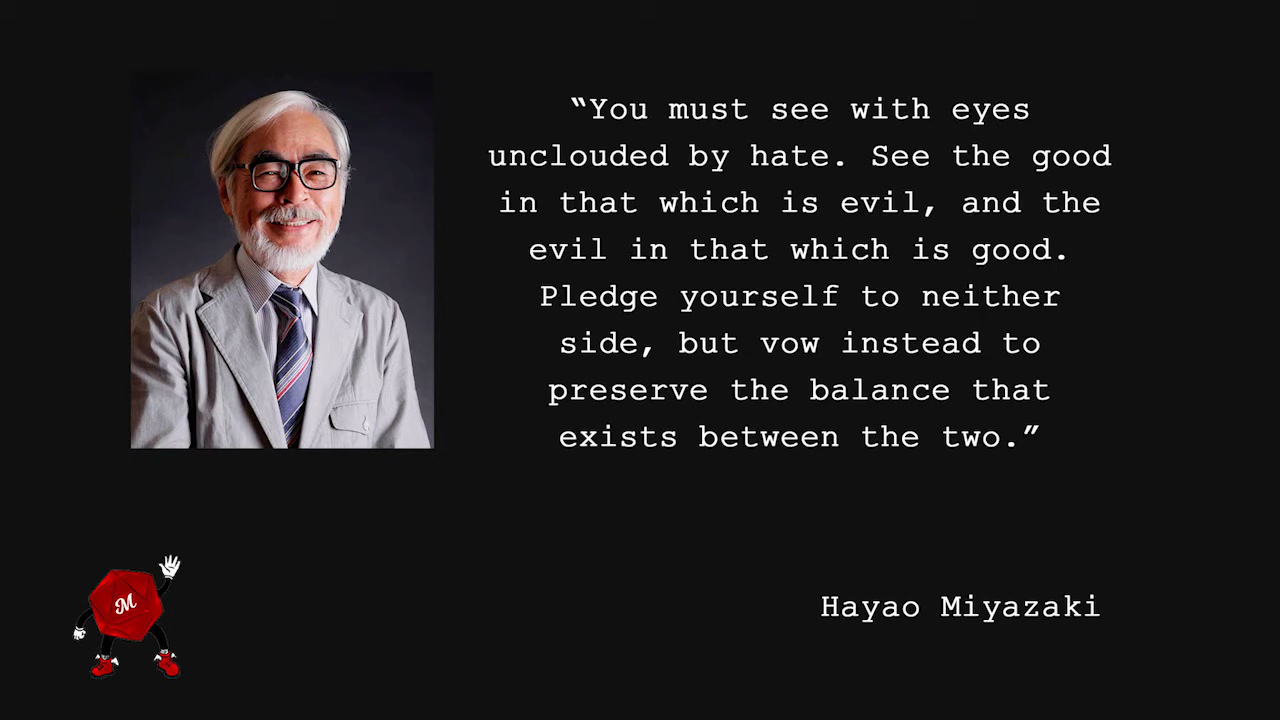 “You must see with eyes
unclouded by hate. See the good
in that which is evil, and the
evil in that which is good.
Pledge yourself to neither
side, but vow instead to
preserve the balance that
exists between the two.”
M
Hayao Miyazaki